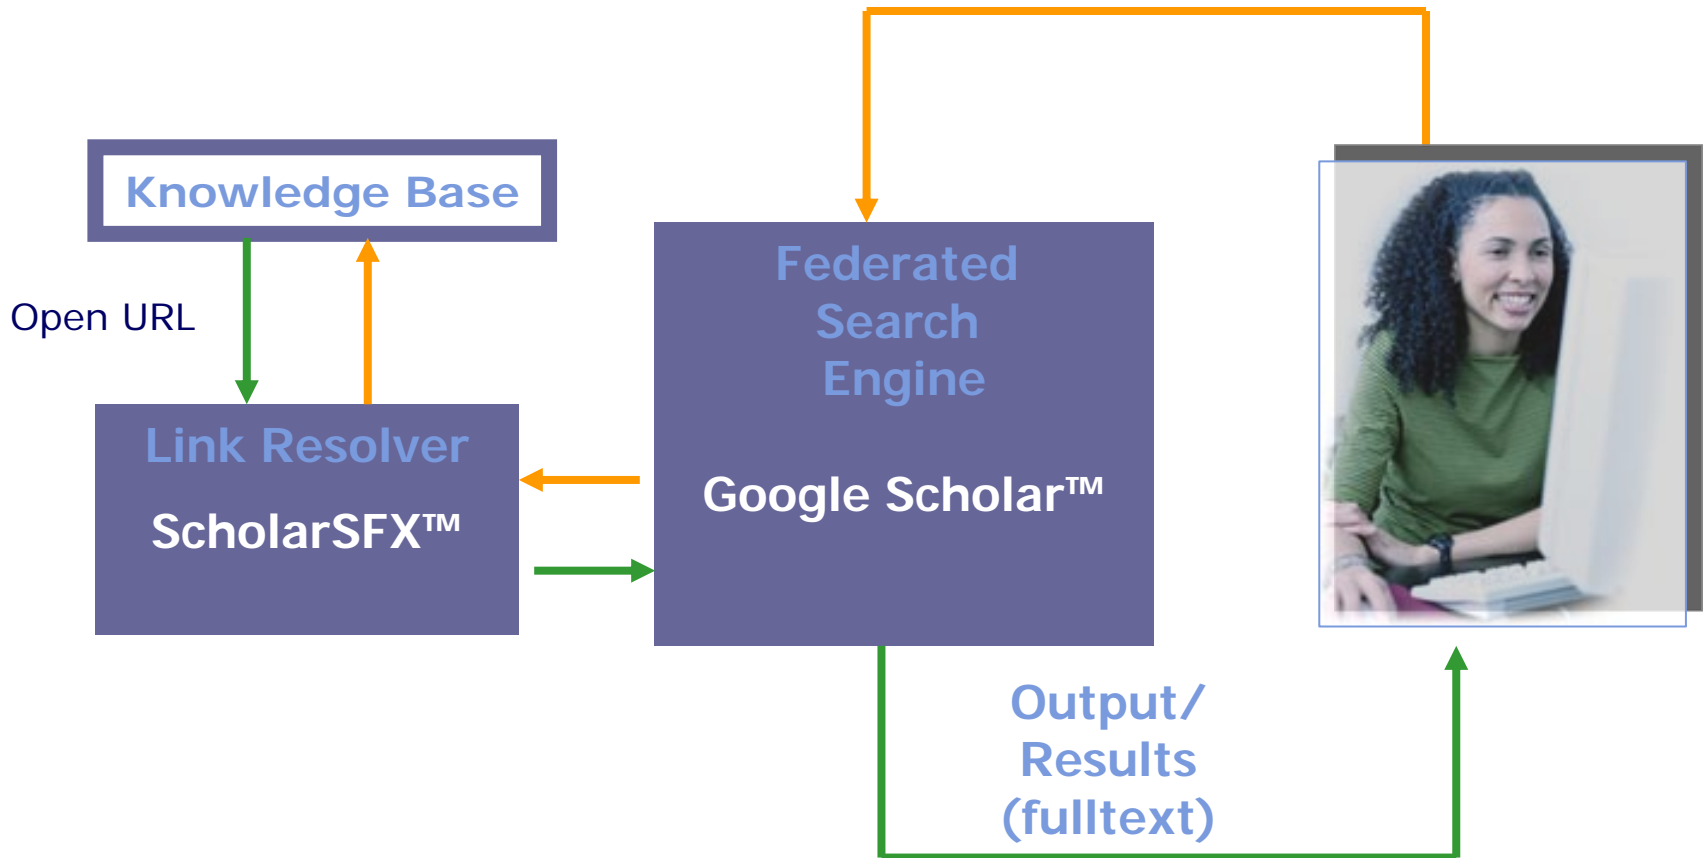 Knowledge Base
Open URL
Link Resolver
ScholarSFX™
Federated
Search
Engine
Google Scholar™
Output/
Results
(fulltext)